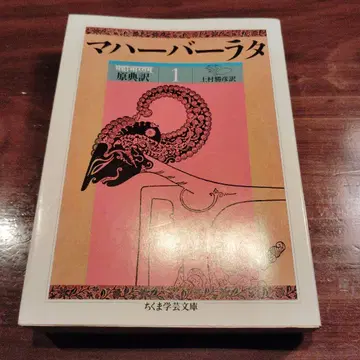 マハーバーラタ
原典訳
1
上村勝彦訳
ちくま学芸文庫